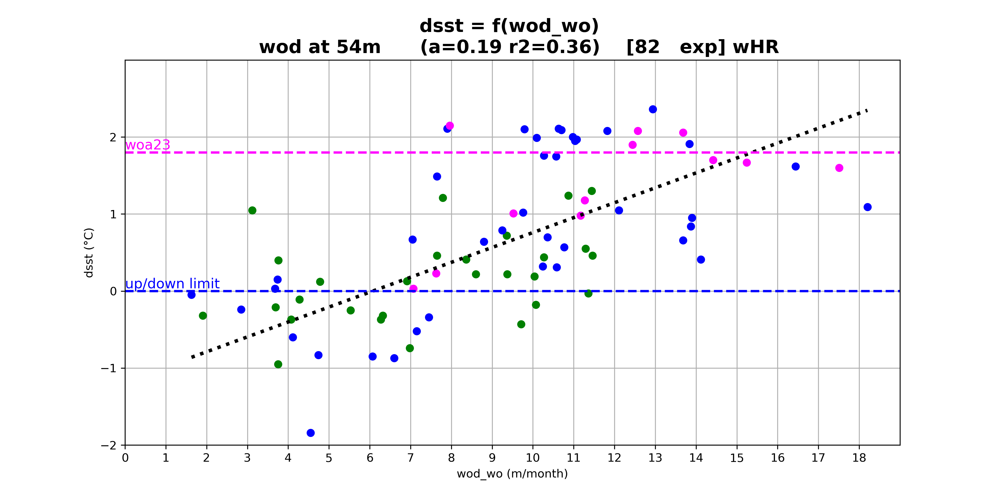 dsst = f(wod_wo)
wod at 54m (a=0.19 r2=0.36) [82 exp] wHR
woa23
up/down limit
dsst (°C)
2
1
0
−1
−2
0 1 2 3 4 5 6 7 8 9 10 11 12 13 14 15 16 17 18
wod_wo (m/month)